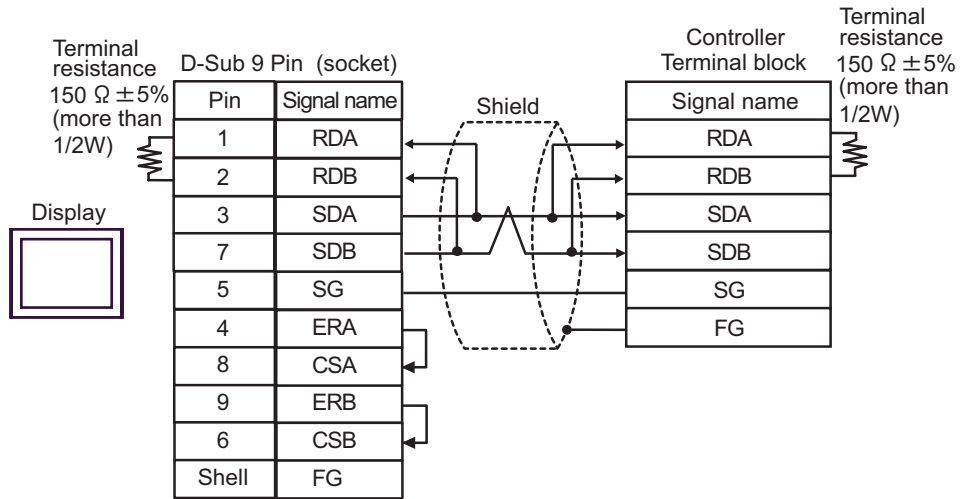 Terminal
resistance
150 Ω ±5%
(more than
1/2W)
Display
D-Sub 9 Pin (socket)
Pin Signal name
1 RDA
2 RDB
3 SDA
7 SDB
5 SG
4 ERA
8 CSA
9 ERB
6 CSB
Shell FG
Shield
Controller
Terminal block
Signal name
RDA
RDB
SDA
SDB
SG
FG
Terminal
resistance
150 Ω ±5%
(more than
1/2W)